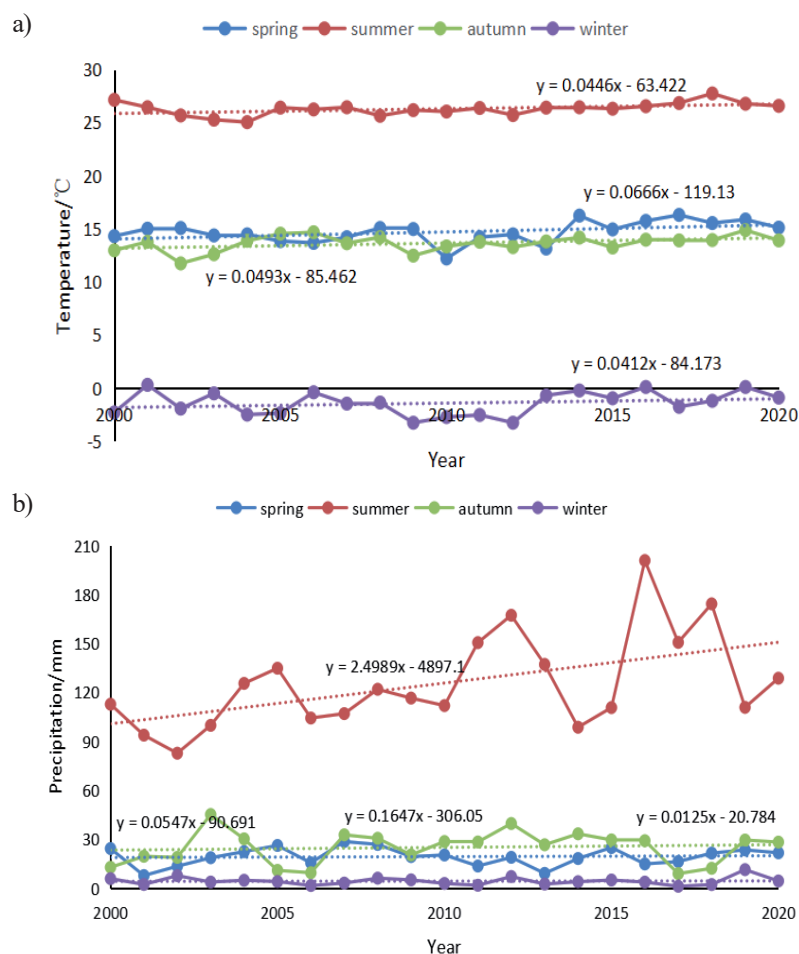 a)
spring summer autumn winter
30
25
20
15
10
5
0
-5
Temperature/℃
y = 0.0446x - 63.422
y = 0.0666x - 119.13
y = 0.0493x - 85.462
y = 0.0412x - 84.173
2000 2005 2010 2015 2020
Year
b)
spring summer autumn winter
210
180
150
120
90
60
30
0
Precipitation/mm
y = 2.4989x - 4897.1
y = 0.0547x - 90.691
y = 0.1647x - 306.05
y = 0.0125x - 20.784
2000 2005 2010 2015 2020
Year